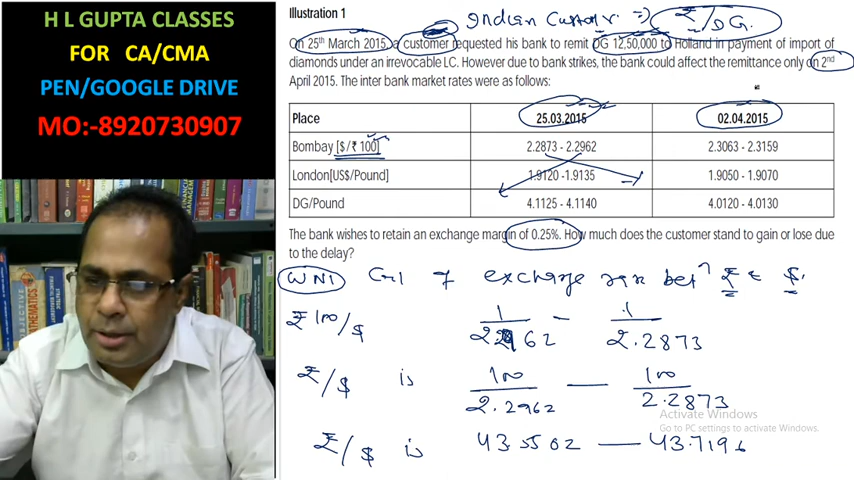 H L GUPTA CLASSES
FOR CA/CMA
PEN/GOOGLE DRIVE
MO:-8920730907
Illustration 1
Indian Customer ⇒ ₹/DG.
On 25th March 2015, a customer requested his bank to remit DG 12,50,000 to Holland in payment of import of
diamonds under an irrevocable LC. However due to bank strikes, the bank could affect the remittance only on 2nd
April 2015. The inter bank market rates were as follows:
Place 25.03.2015 02.04.2015
Bombay [$/₹ 100] 2.2873 - 2.2962 2.3063 - 2.3159
London[US$/Pound] 1.9120 -1.9135 1.9050 - 1.9070
DG/Pound 4.1125 - 4.1140 4.0120 - 4.0130
The bank wishes to retain an exchange margin of 0.25%. How much does the customer stand to gain or lose due
to the delay?
WN1 of exchange betn ₹ & $.
₹ 100/$ 1/2.2962 - 1/2.2873
₹/$ is 100/2.2962 — 100/2.2873
Activate Windows
Go to PC settings to activate Windows.
₹/$ is 43.5502 — 43.7196